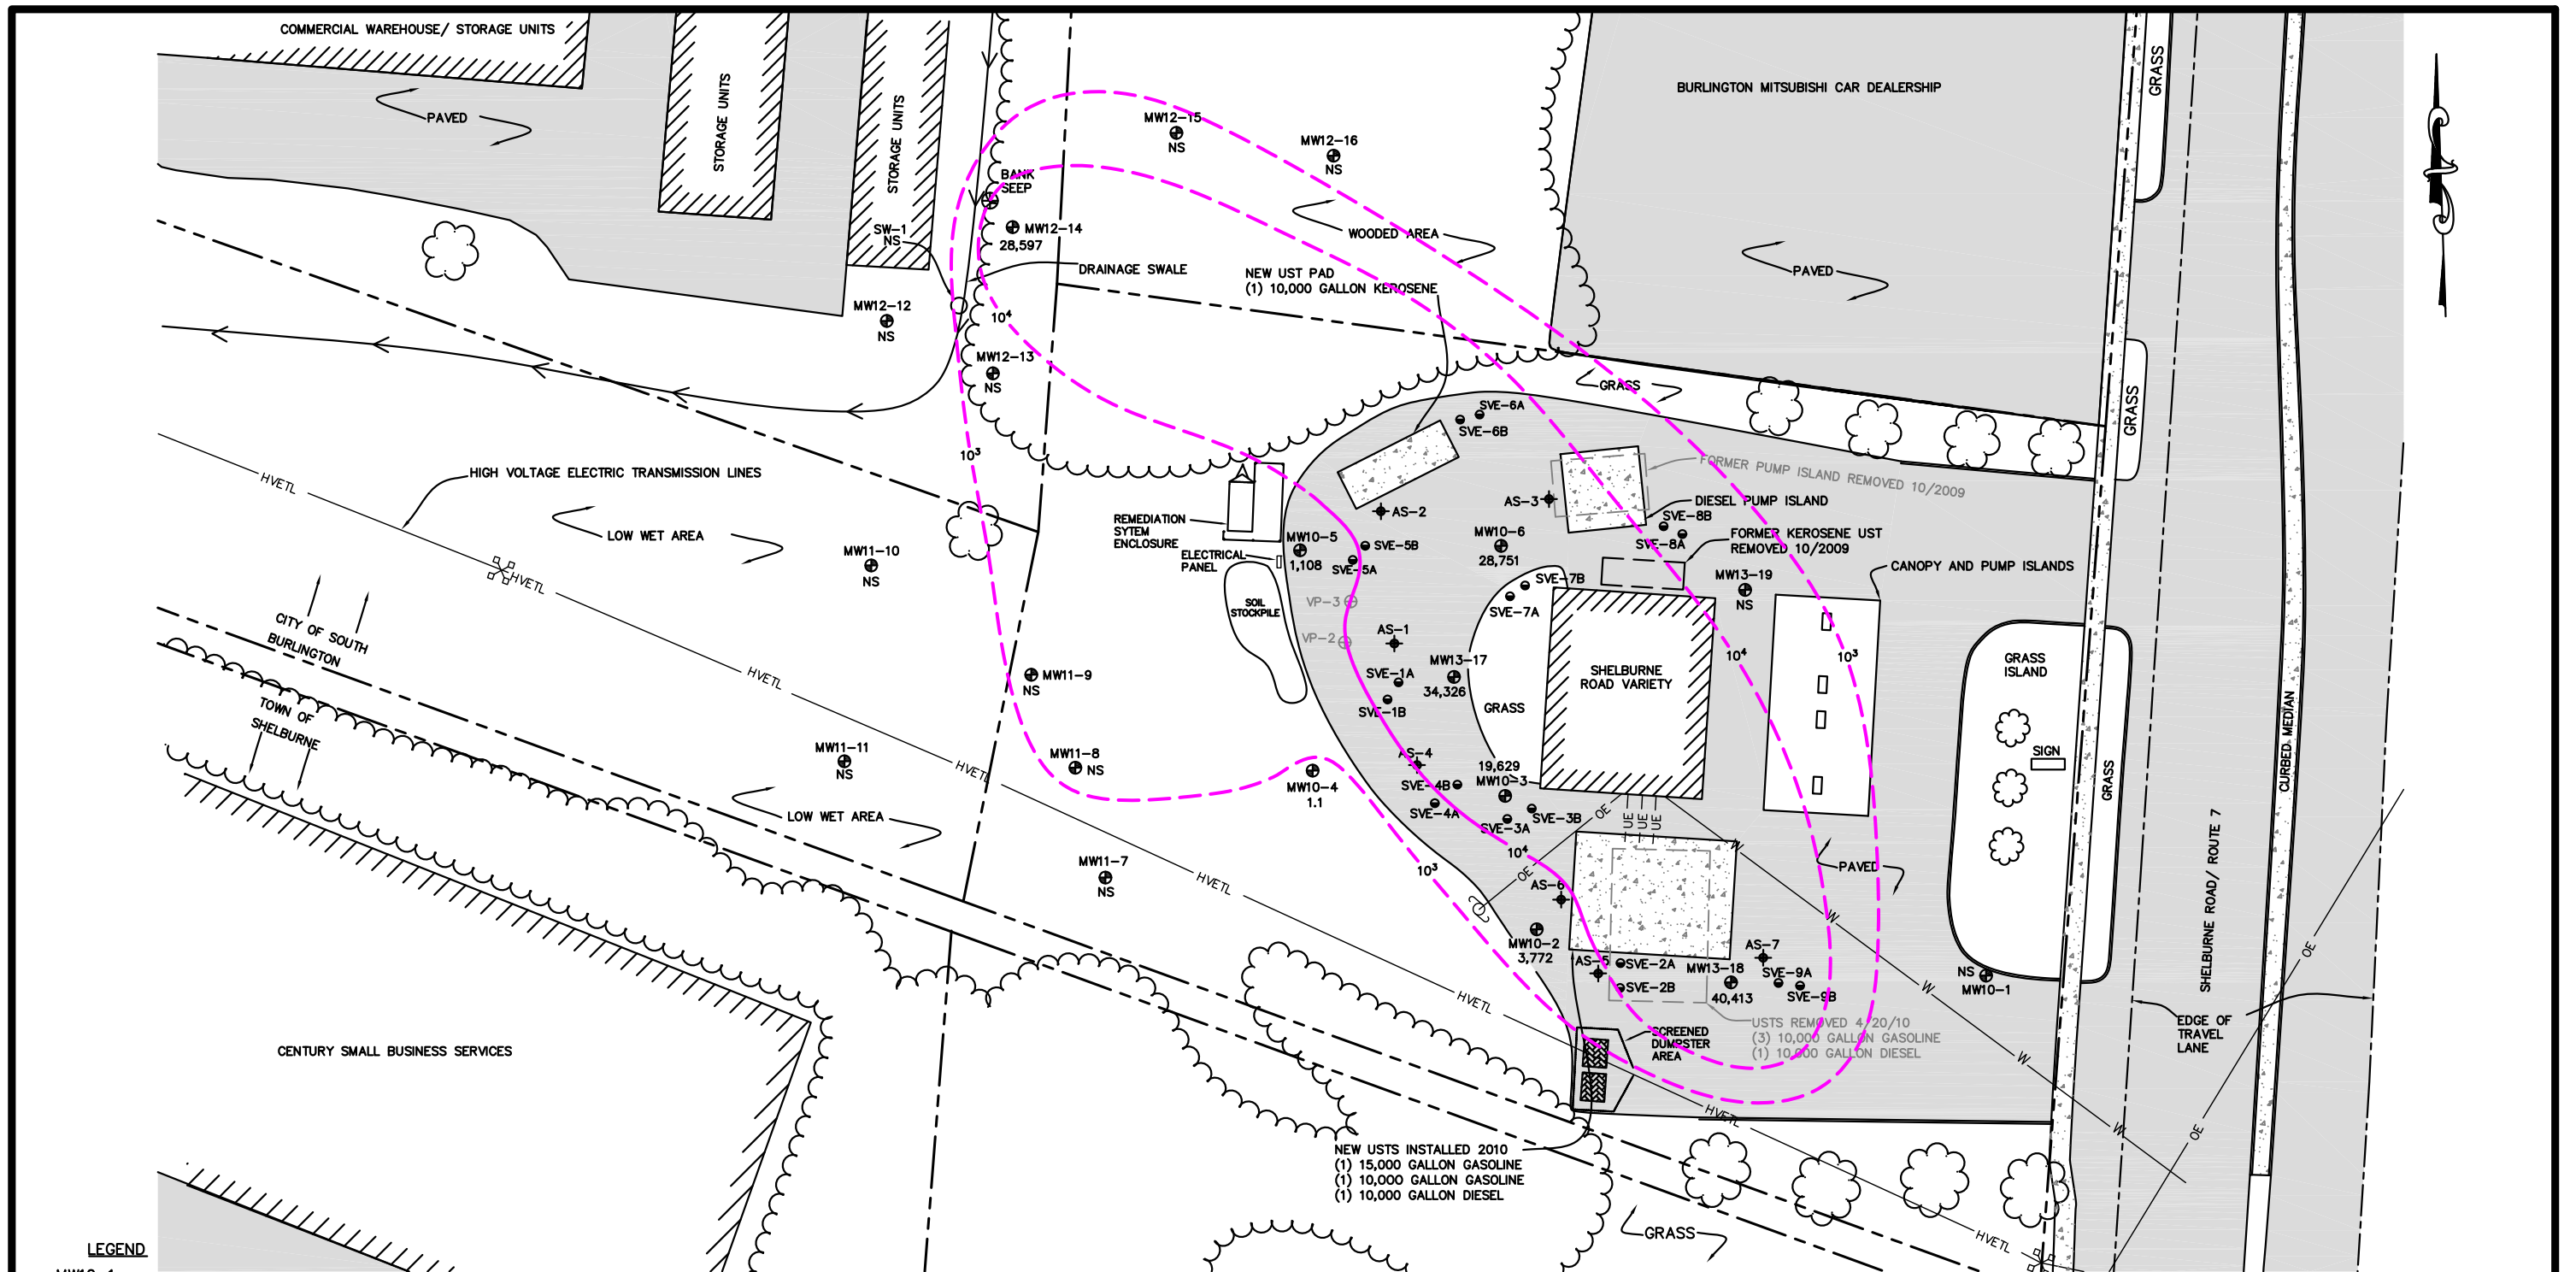 COMMERCIAL WAREHOUSE/ STORAGE UNITS
PAVED
STORAGE UNITS
STORAGE UNITS
BURLINGTON MITSUBISHI CAR DEALERSHIP
GRASS
MW12-15
NS
MW12-16
NS
BANK
SEEP
SW-1
NS
MW12-14
28,597
WOODED AREA
DRAINAGE SWALE
NEW UST PAD
(1) 10,000 GALLON KEROSENE
PAVED
MW12-12
NS
10⁴
MW12-13
NS
GRASS
GRASS
SVE-6A
SVE-6B
10³
HIGH VOLTAGE ELECTRIC TRANSMISSION LINES
HVETL
FORMER PUMP ISLAND REMOVED 10/2009
DIESEL PUMP ISLAND
AS-3
AS-2
REMEDIATION
SYTEM
ENCLOSURE
LOW WET AREA
MW10-5
1,108
SVE-5B
SVE-5A
MW10-6
28,751
SVE-8B
SVE-8A
FORMER KEROSENE UST
REMOVED 10/2009
ELECTRICAL
PANEL
MW11-10
NS
HVETL
MW13-19
NS
CANOPY AND PUMP ISLANDS
SVE-7B
SVE-7A
SOIL
STOCKPILE
VP-3
VP-2
AS-1
CITY OF SOUTH
BURLINGTON
MW13-17
34,326
SVE-1A
SVE-1B
SHELBURNE
ROAD VARIETY
10⁴
10³
GRASS
ISLAND
MW11-9
NS
HVETL
GRASS
TOWN OF
SHELBURNE
CURBED MEDIAN
SIGN
GRASS
MW11-11
NS
MW11-8
NS
HVETL
MW10-4
1.1
AS-4
19,629
MW10-3
SVE-4B
SVE-4A
SVE-3B
SVE-3A
OE
UE
UE
UE
LOW WET AREA
10⁴
W
10³
OE
PAVED
SHELBURNE ROAD/ ROUTE 7
MW11-7
NS
HVETL
AS-6
W
MW10-2
3,772
AS-7
OE
AS-5
SVE-2A
MW13-18
40,413
SVE-9A
SVE-2B
SVE-9B
NS
MW10-1
W
HVETL
USTS REMOVED 4/20/10
(3) 10,000 GALLON GASOLINE
(1) 10,000 GALLON DIESEL
SCREENED
DUMPSTER
AREA
EDGE OF
TRAVEL
LANE
CENTURY SMALL BUSINESS SERVICES
W
HVETL
W
OE
NEW USTS INSTALLED 2010
(1) 15,000 GALLON GASOLINE
(1) 10,000 GALLON GASOLINE
(1) 10,000 GALLON DIESEL
GRASS
HVETL
LEGEND